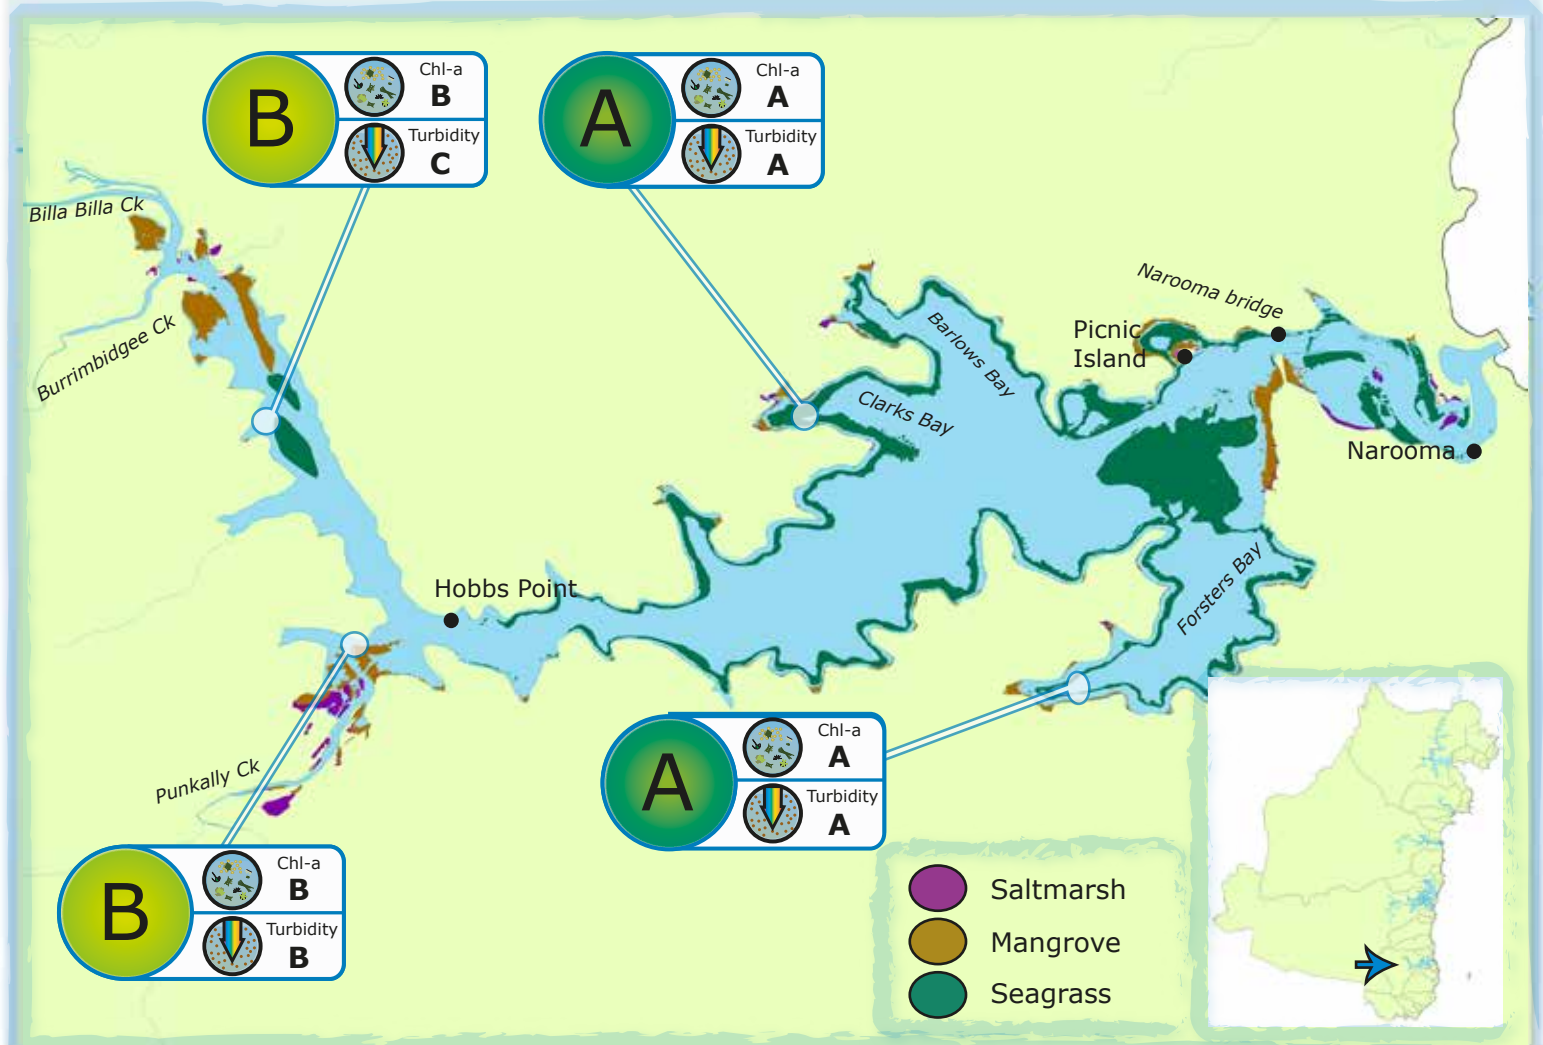 B
Chl-a
B
Turbidity
C
A
Chl-a
A
Turbidity
A
Billa Billa Ck
Burrimbidgee Ck
Narooma bridge
Picnic
Island
Barlows Bay
Clarks Bay
Narooma
Hobbs Point
Forsters Bay
Punkally Ck
A
Chl-a
A
Turbidity
A
B
Chl-a
B
Turbidity
B
Saltmarsh
Mangrove
Seagrass